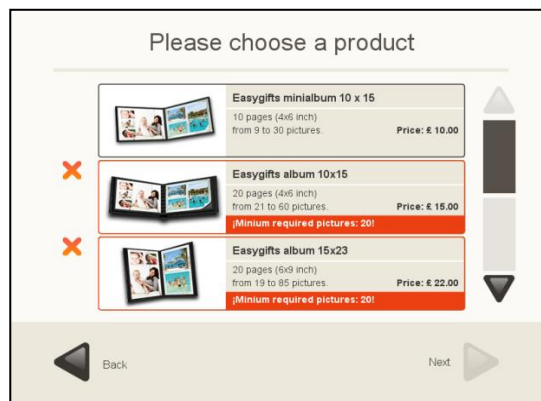 Please choose a product
Easygifts minialbum 10 x 15
10 pages (4x6 inch)
from 9 to 30 pictures. Price: £ 10.00
Easygifts album 10x15
20 pages (4x6 inch)
from 21 to 60 pictures. Price: £ 15.00
¡Minium required pictures: 20!
Easygifts album 15x23
20 pages (6x9 inch)
from 19 to 85 pictures. Price: £ 22.00
¡Minium required pictures: 20!
Back Next